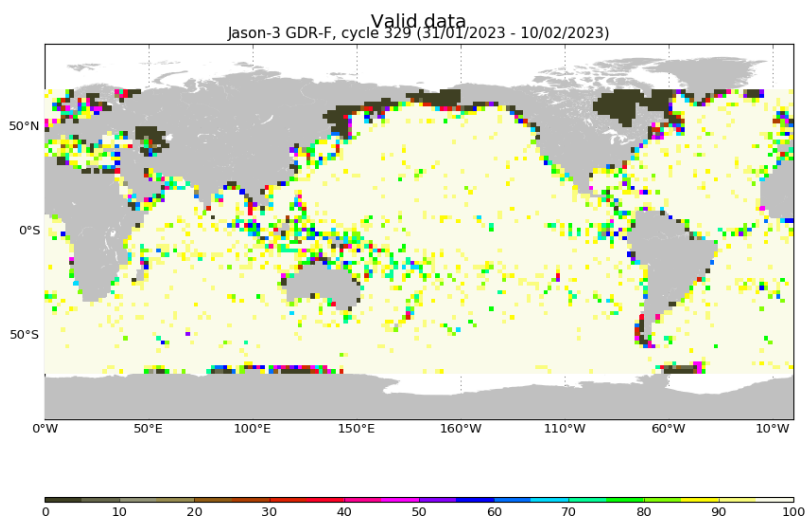 Valid data
Jason-3 GDR-F, cycle 329 (31/01/2023 - 10/02/2023)
50°N
0°S
50°S
0°W 50°E 100°E 150°E 160°W 110°W 60°W 10°W
0 10 20 30 40 50 60 70 80 90 100